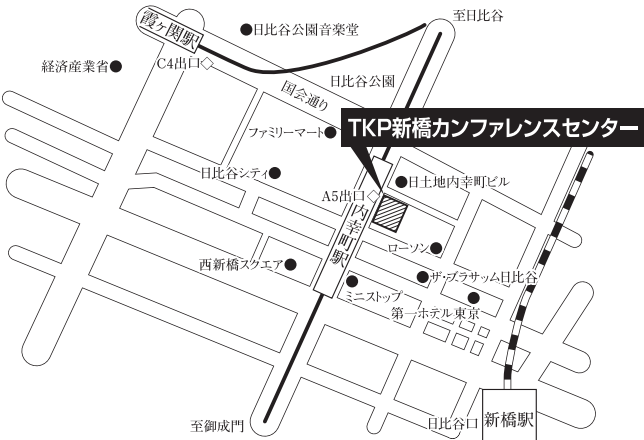 至日比谷
霞ヶ関駅
日比谷公園音楽堂
経済産業省
C4出口
日比谷公園
国会通り
ファミリーマート
TKP新橋カンファレンスセンター
日比谷シティ
日土地内幸町ビル
A5出口
内幸町駅
ローソン
西新橋スクエア
ザ・ブラッサム日比谷
ミニストップ
第一ホテル東京
至御成門
日比谷口
新橋駅